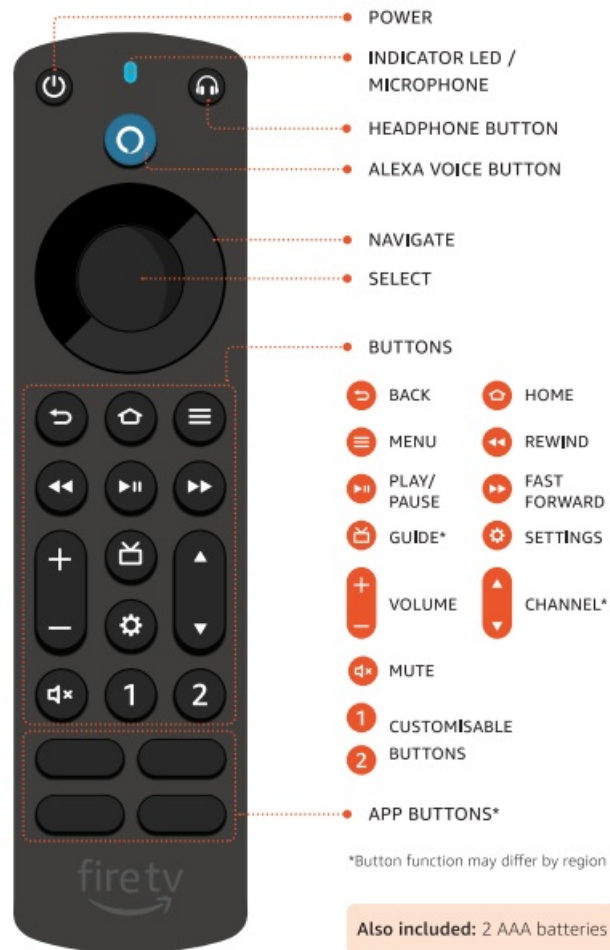 POWER
INDICATOR LED /
MICROPHONE
HEADPHONE BUTTON
ALEXA VOICE BUTTON
NAVIGATE
SELECT
BUTTONS
BACK
HOME
MENU
REWIND
PLAY/
PAUSE
FAST
FORWARD
GUIDE*
SETTINGS
VOLUME
CHANNEL*
MUTE
1
2
CUSTOMISABLE
BUTTONS
1 2
APP BUTTONS*
fire tv
*Button function may differ by region
Also included: 2 AAA batteries